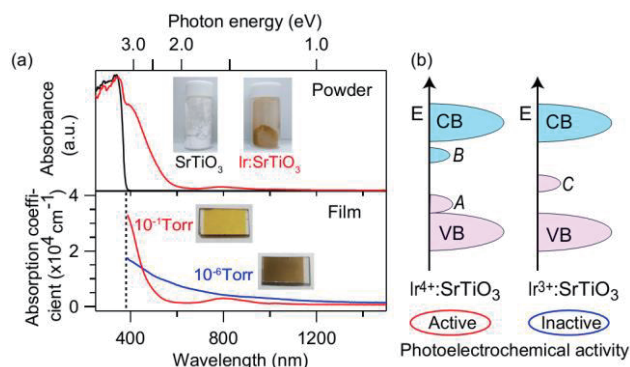 Photon energy (eV)
3.0 2.0 1.0
(a)
Powder
Absorbance
(a.u.)
SrTiO3 Ir:SrTiO3
Film
Absorption coeffi-
cient (x10⁴ cm⁻¹)
4
2
0
10⁻¹Torr
10⁻⁶Torr
400 800 1200
Wavelength (nm)
(b)
E CB E CB
B
C
A
VB VB
Ir⁴⁺:SrTiO₃ Ir³⁺:SrTiO₃
Active Inactive
Photoelectrochemical activity